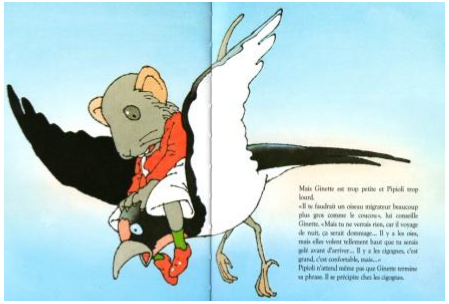 Mais Ginette est trop petite et Pipioli trop
lourd.
«Il te faudrait un oiseau migrateur beaucoup
plus gros comme le coucou», lui conseille
Ginette. «Mais tu ne verrais rien, car il voyage
de nuit, ça serait dommage... Il y a les oies,
mais elles volent tellement haut que tu serais
gelé avant d'arriver... Il y a les cigognes, c'est
grand, c'est confortable, mais...»
Pipioli n'attend même pas que Ginette termine
sa phrase. Il se précipite chez les cigognes.